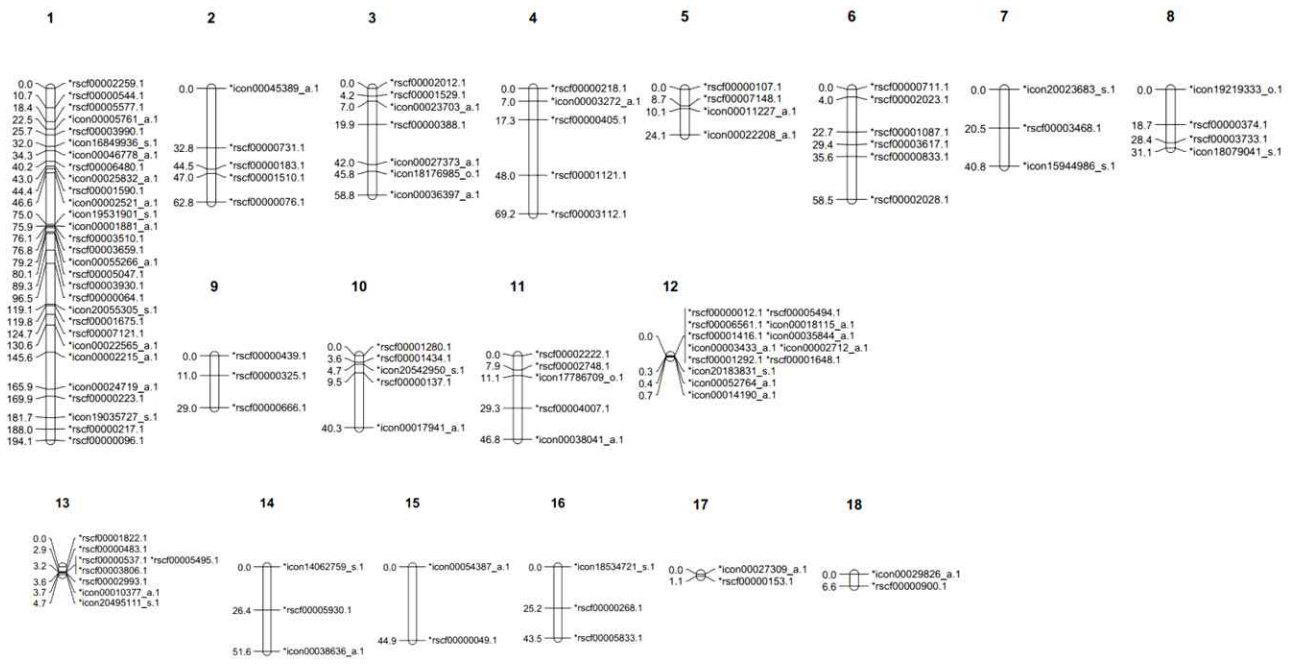 1
0.0 *rscf00002259.1
10.7 *rscf00000544.1
18.4 *rscf00005577.1
22.5 *icon00005761_a.1
25.7 *rscf00003990.1
32.0 *icon16849936_s.1
34.3 *icon00046778_a.1
40.2 *rscf00006480.1
43.0 *icon00025832_a.1
44.4 *rscf00001590.1
46.6 *icon00002521_a.1
75.0 *icon19531901_s.1
75.9 *icon00001881_a.1
76.1 *rscf00003510.1
76.8 *rscf00003659.1
79.2 *icon00055266_a.1
80.1 *rscf00005047.1
89.3 *rscf00003930.1
96.5 *rscf00000064.1
119.1 *icon20055305_s.1
119.8 *rscf00001675.1
124.7 *rscf00007121.1
130.6 *icon00022565_a.1
145.6 *icon00002215_a.1
165.9 *icon00024719_a.1
169.9 *rscf00000223.1
181.7 *icon19035727_s.1
188.0 *rscf00000217.1
194.1 *rscf00000096.1
2
0.0 *icon00045389_a.1
32.8 *rscf00000731.1
44.5 *rscf00000183.1
47.0 *rscf00001510.1
62.8 *rscf00000076.1
3
0.0 *rscf00002012.1
4.2 *rscf00001529.1
7.0 *icon00023703_a.1
19.9 *rscf00000388.1
42.0 *icon00027373_a.1
45.8 *icon18176985_o.1
58.8 *icon00036397_a.1
4
0.0 *rscf00000218.1
7.0 *icon00003272_a.1
17.3 *rscf00000405.1
48.0 *rscf00001121.1
69.2 *rscf00003112.1
5
0.0 *rscf00000107.1
8.7 *rscf00007148.1
10.1 *icon00011227_a.1
24.1 *icon00022208_a.1
6
0.0 *rscf00000711.1
4.0 *rscf00002023.1
22.7 *rscf00001087.1
29.4 *rscf00003617.1
35.6 *rscf00000833.1
58.5 *rscf00002028.1
7
0.0 *icon20023683_s.1
20.5 *rscf00003468.1
40.8 *icon15944986_s.1
8
0.0 *icon19219333_o.1
18.7 *rscf00000374.1
28.4 *rscf00003733.1
31.1 *icon18079041_s.1
9
0.0 *rscf00000439.1
11.0 *rscf00000325.1
29.0 *rscf00000666.1
10
0.0 *rscf00001280.1
3.6 *rscf00001434.1
4.7 *icon20542950_s.1
9.5 *rscf00000137.1
40.3 *icon00017941_a.1
11
0.0 *rscf00002222.1
7.9 *rscf00002748.1
11.1 *icon17786709_o.1
29.3 *rscf00004007.1
46.8 *icon00038041_a.1
12
*rscf00000012.1 *rscf00005494.1
*rscf00006561.1 *icon00018115_a.1
0.0 *rscf00001416.1 *icon00035844_a.1
*icon00003433_a.1 *icon00002712_a.1
*rscf00001292.1 *rscf00001648.1
0.3 *icon20183831_s.1
0.4 *icon00052764_a.1
0.7 *icon00014190_a.1
13
0.0 *rscf00001822.1
2.9 *rscf00000483.1
*rscf00000537.1 *rscf00005495.1
3.2 *rscf00003806.1
3.6 *rscf00002993.1
3.7 *icon00010377_a.1
4.7 *icon20495111_s.1
14
0.0 *icon14062759_s.1
26.4 *rscf00005930.1
51.6 *icon00038636_a.1
15
0.0 *icon00054387_a.1
44.9 *rscf00000049.1
16
0.0 *icon18534721_s.1
25.2 *rscf00000268.1
43.5 *rscf00005833.1
17
0.0 *icon00027309_a.1
1.1 *rscf00000153.1
18
0.0 *icon00029826_a.1
6.6 *rscf00000900.1